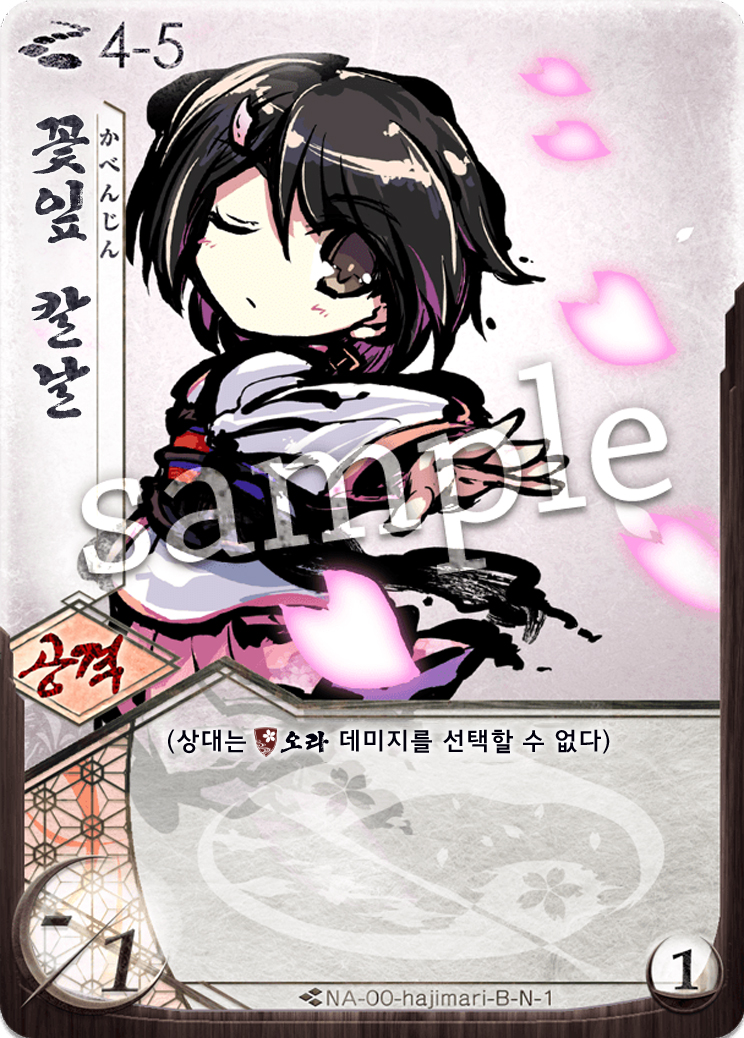 4-5
꽃잎 칼날
かべんじん
sample
공격
(상대는 오라 데미지를 선택할 수 없다)
-/1
1
NA-00-hajimari-B-N-1